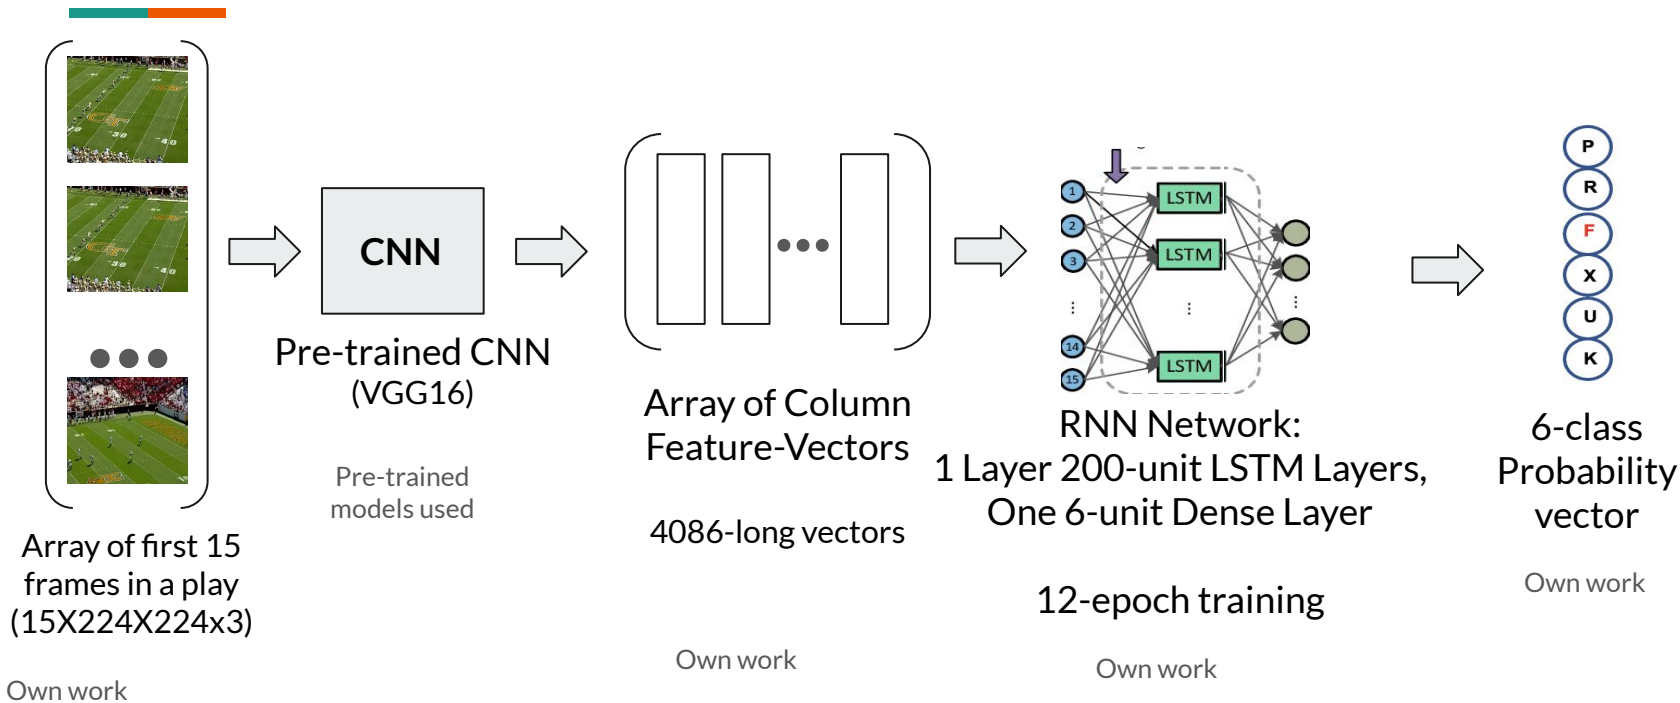 Array of first 15
frames in a play
(15X224X224x3)
Own work
CNN
Pre-trained CNN
(VGG16)
Pre-trained
models used
Array of Column
Feature-Vectors
4086-long vectors
Own work
1
2
3
14
15
LSTM
LSTM
LSTM
RNN Network:
1 Layer 200-unit LSTM Layers,
One 6-unit Dense Layer
12-epoch training
Own work
P
R
F
X
U
K
6-class
Probability
vector
Own work